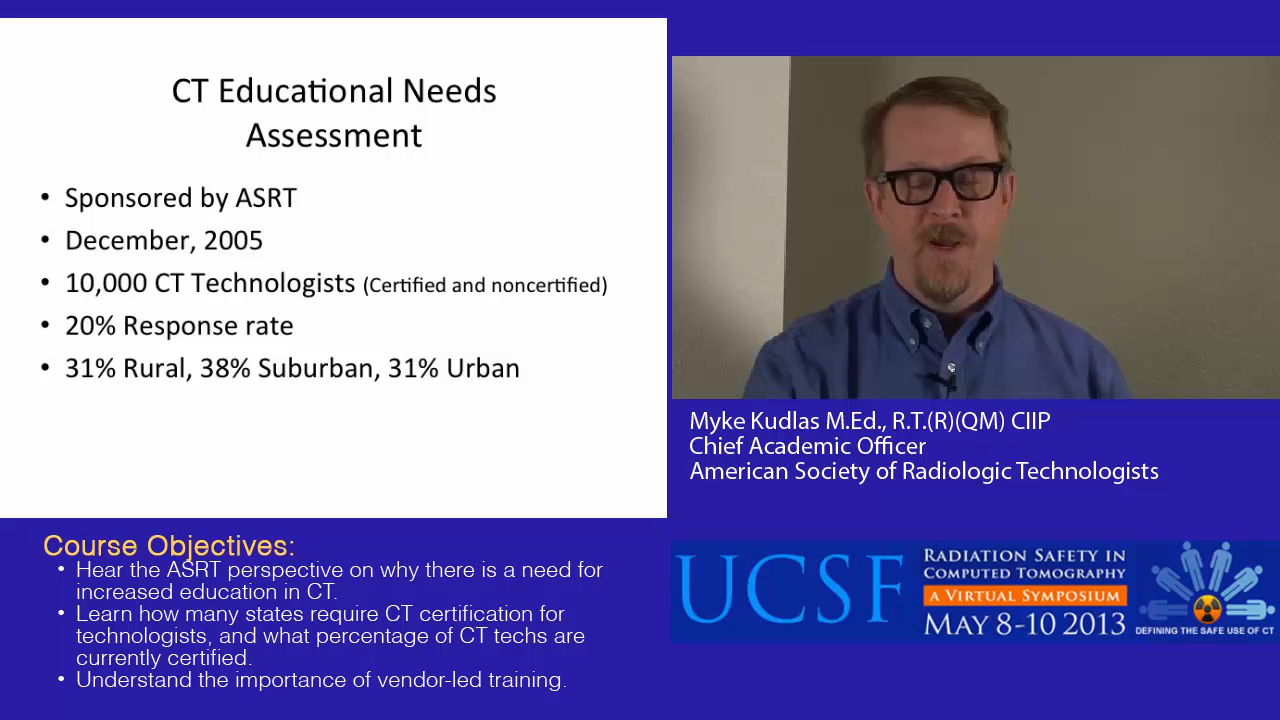 CT Educational Needs
Assessment
• Sponsored by ASRT
• December, 2005
• 10,000 CT Technologists (Certified and noncertified)
• 20% Response rate
• 31% Rural, 38% Suburban, 31% Urban
Myke Kudlas M.Ed., R.T.(R)(QM) CIIP
Chief Academic Officer
American Society of Radiologic Technologists
Course Objectives:
• Hear the ASRT perspective on why there is a need for
increased education in CT.
• Learn how many states require CT certification for
technologists, and what percentage of CT techs are
currently certified.
• Understand the importance of vendor-led training.
UCSF
RADIATION SAFETY IN
COMPUTED TOMOGRAPHY
A VIRTUAL SYMPOSIUM
MAY 8-10 2013
DEFINING THE SAFE USE OF CT